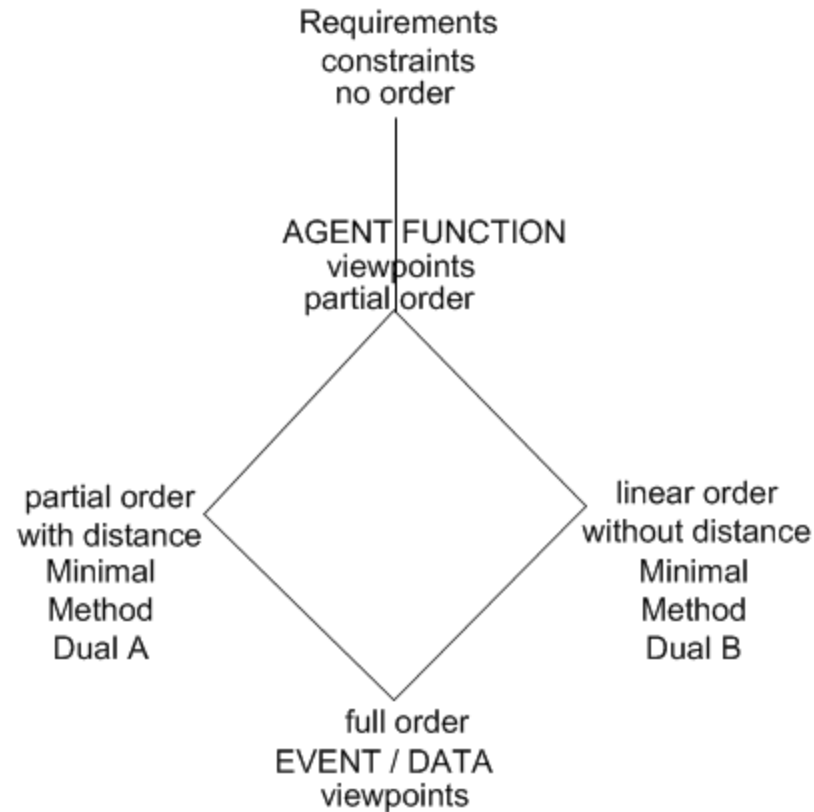 Requirements
constraints
no order
AGENT FUNCTION
viewpoints
partial order
partial order
with distance
Minimal
Method
Dual A
linear order
without distance
Minimal
Method
Dual B
full order
EVENT / DATA
viewpoints